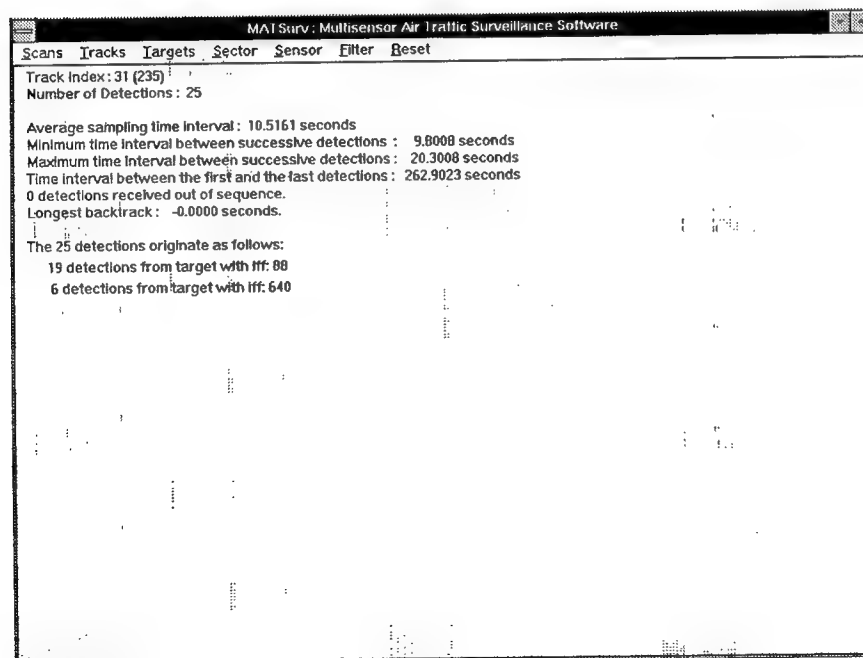 MATSurv: Multisensor Air Traffic Surveillance Software
Scans Tracks Targets Sector Sensor Filter Reset
Track Index: 31 (235)
Number of Detections: 25
Average sampling time interval: 10.5161 seconds
Minimum time interval between successive detections: 9.8008 seconds
Maximum time interval between successive detections: 20.3008 seconds
Time interval between the first and the last detections: 262.9023 seconds
0 detections received out of sequence.
Longest backtrack: -0.0000 seconds.
The 25 detections originate as follows:
19 detections from target with iff: 88
6 detections from target with iff: 640